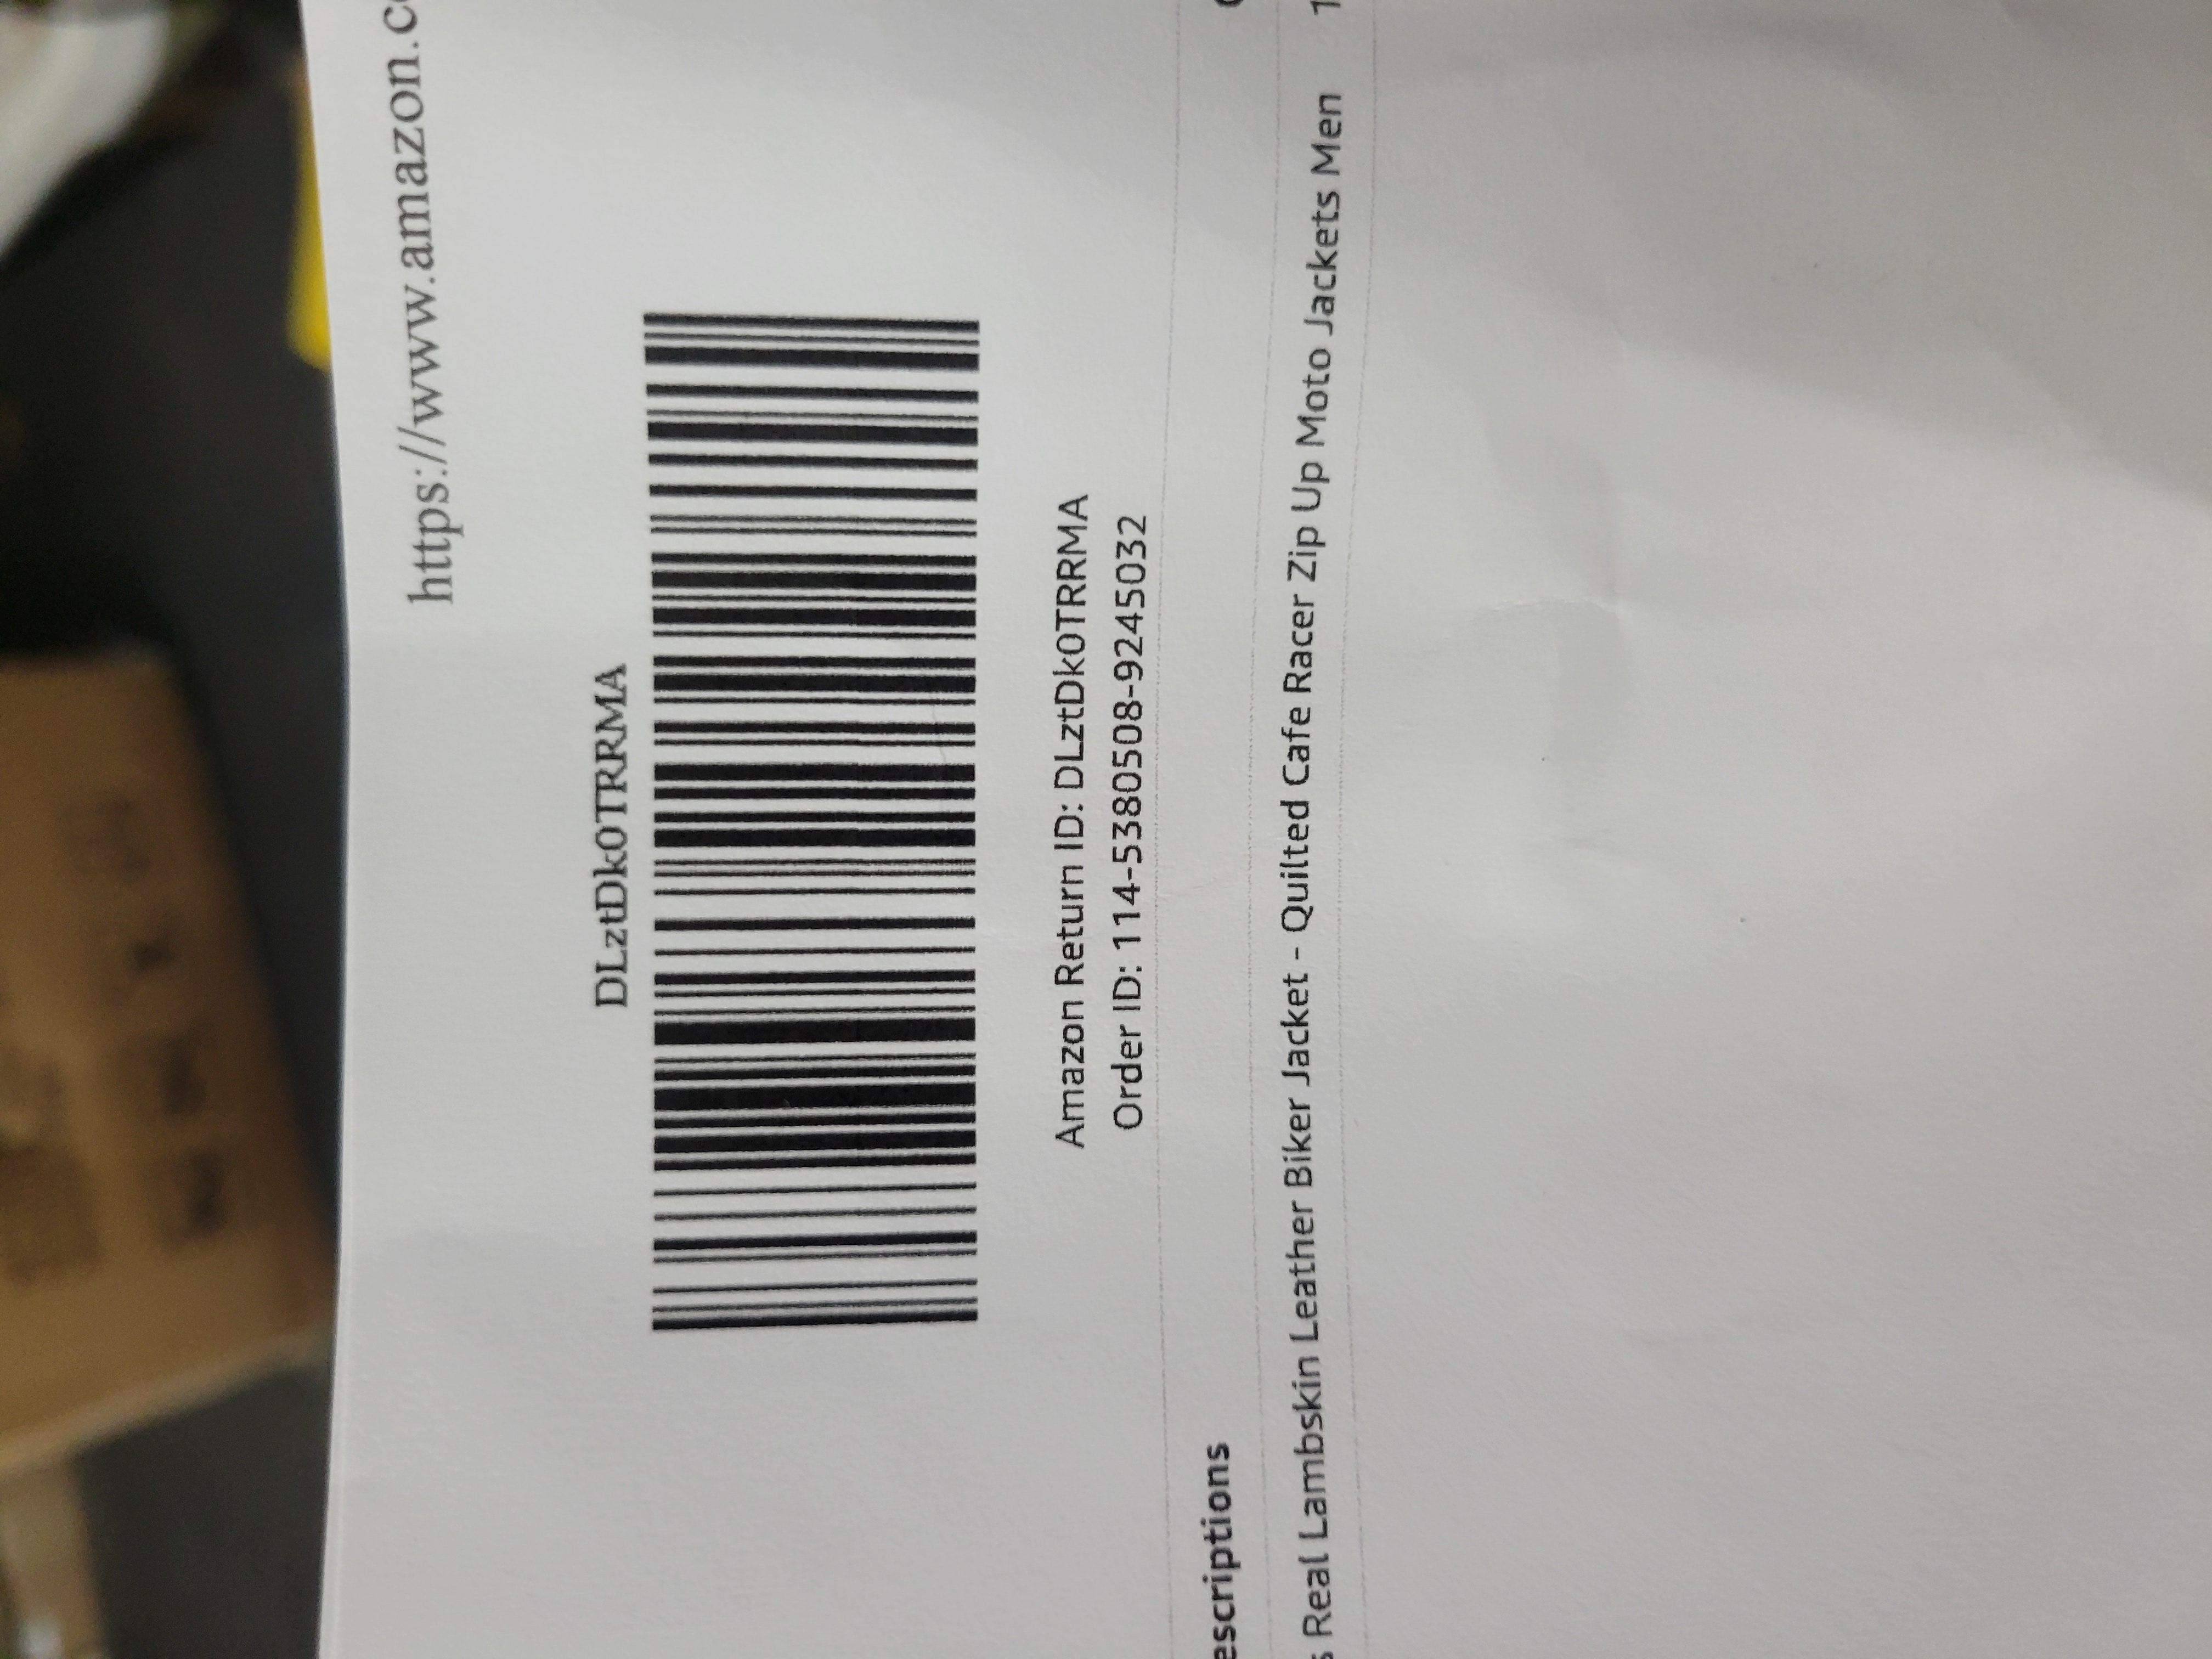 https://www.amazon.c
DLztDk0TRRMA
Amazon Return ID: DLztDk0TRRMA
Order ID: 114-5380508-9245032
escriptions
s Real Lambskin Leather Biker Jacket - Quilted Cafe Racer Zip Up Moto Jackets Men 1